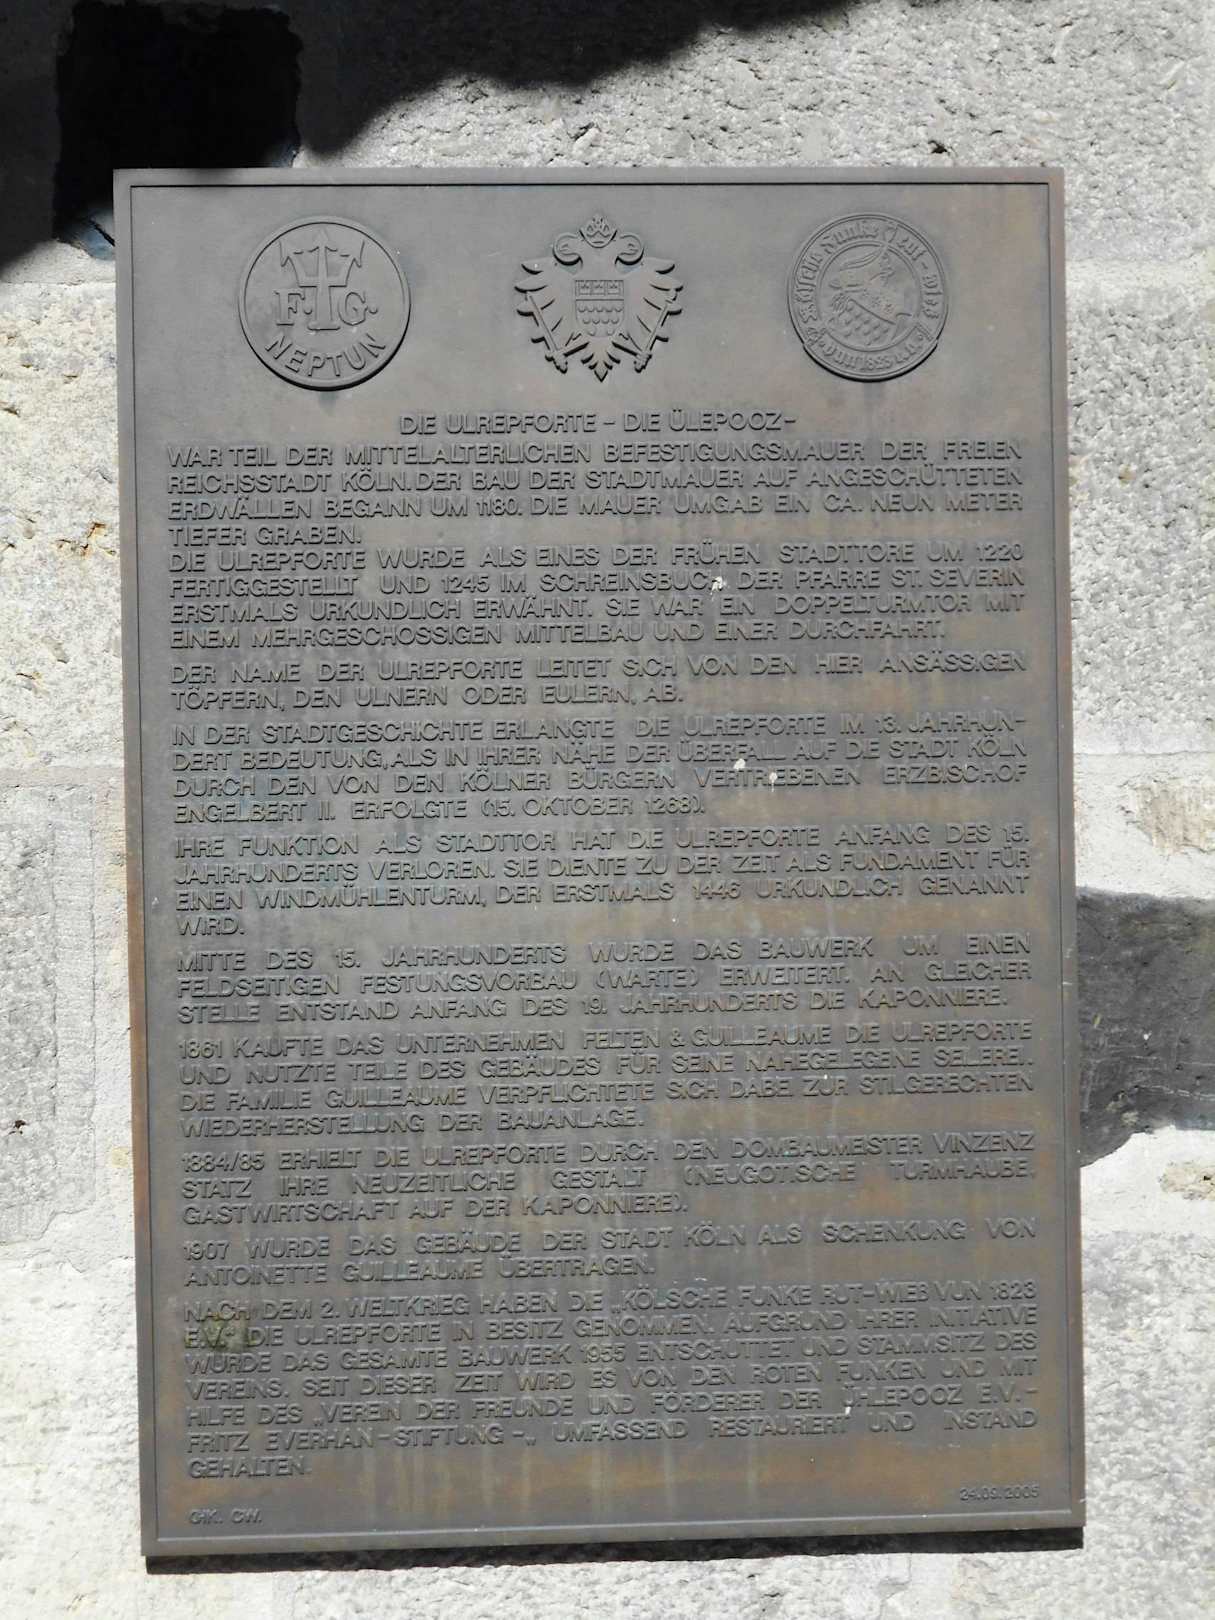 F. G.
NEPTUN
Kölsche Funke rut-wieß vun 1823
DIE ULREPFORTE - DIE ÜLEPOOZ-
WAR TEIL DER MITTELALTERLICHEN BEFESTIGUNGSMAUER DER FREIEN
REICHSSTADT KÖLN. DER BAU DER STADTMAUER AUF ANGESCHÜTTETEN
ERDWÄLLEN BEGANN UM 1180. DIE MAUER UMGAB EIN CA. NEUN METER
TIEFER GRABEN.
DIE ULREPFORTE WURDE ALS EINES DER FRÜHEN STADTTORE UM 1220
FERTIGGESTELLT UND 1245 IM SCHREINSBUCH DER PFARRE ST. SEVERIN
ERSTMALS URKUNDLICH ERWÄHNT. SIE WAR EIN DOPPELTURMTOR MIT
EINEM MEHRGESCHOSSIGEN MITTELBAU UND EINER DURCHFAHRT.
DER NAME DER ULREPFORTE LEITET SICH VON DEN HIER ANSÄSSIGEN
TÖPFERN, DEN ULNERN ODER EULERN, AB.
IN DER STADTGESCHICHTE ERLANGTE DIE ULREPFORTE IM 13. JAHRHUN-
DERT BEDEUTUNG, ALS IN IHRER NÄHE DER ÜBERFALL AUF DIE STADT KÖLN
DURCH DEN VON DEN KÖLNER BÜRGERN VERTRIEBENEN ERZBISCHOF
ENGELBERT II. ERFOLGTE (15. OKTOBER 1268).
IHRE FUNKTION ALS STADTTOR HAT DIE ULREPFORTE ANFANG DES 15.
JAHRHUNDERTS VERLOREN. SIE DIENTE ZU DER ZEIT ALS FUNDAMENT FÜR
EINEN WINDMÜHLENTURM, DER ERSTMALS 1446 URKUNDLICH GENANNT
WIRD.
MITTE DES 15. JAHRHUNDERTS WURDE DAS BAUWERK UM EINEN
FELDSEITIGEN FESTUNGSVORBAU (WARTE) ERWEITERT. AN GLEICHER
STELLE ENTSTAND ANFANG DES 19. JAHRHUNDERTS DIE KAPONNIERE.
1861 KAUFTE DAS UNTERNEHMEN FELTEN & GUILLEAUME DIE ULREPFORTE
UND NUTZTE TEILE DES GEBÄUDES FÜR SEINE NAHEGELEGENE SEILEREI..
DIE FAMILIE GUILLEAUME VERPFLICHTETE SICH DABEI ZUR STILGERECHTEN
WIEDERHERSTELLUNG DER BAUANLAGE.
1884/85 ERHIELT DIE ULREPFORTE DURCH DEN DOMBAUMEISTER VINZENZ
STATZ IHRE NEUZEITLICHE GESTALT (NEUGOTISCHE TURMHAUBE,
GASTWIRTSCHAFT AUF DER KAPONNIERE).
1907 WURDE DAS GEBÄUDE DER STADT KÖLN ALS SCHENKUNG VON
ANTOINETTE GUILLEAUME ÜBERTRAGEN.
NACH DEM 2. WELTKRIEG HABEN DIE „KÖLSCHE FUNKE RUT-WIEß VUN 1823
E.V." DIE ULREPFORTE IN BESITZ GENOMMEN. AUFGRUND IHRER INITIATIVE
WURDE DAS GESAMTE BAUWERK 1955 ENTSCHUTTET UND STAMMSITZ DES
VEREINS. SEIT DIESER ZEIT WIRD ES VON DEN ROTEN FUNKEN UND MIT
HILFE DES „VEREIN DER FREUNDE UND FÖRDERER DER ÜHLEPOOZ E.V.-
FRITZ EVERHAN-STIFTUNG-„ UMFASSEND RESTAURIERT UND INSTAND
GEHALTEN.
24.09.2005
GHK. CW.